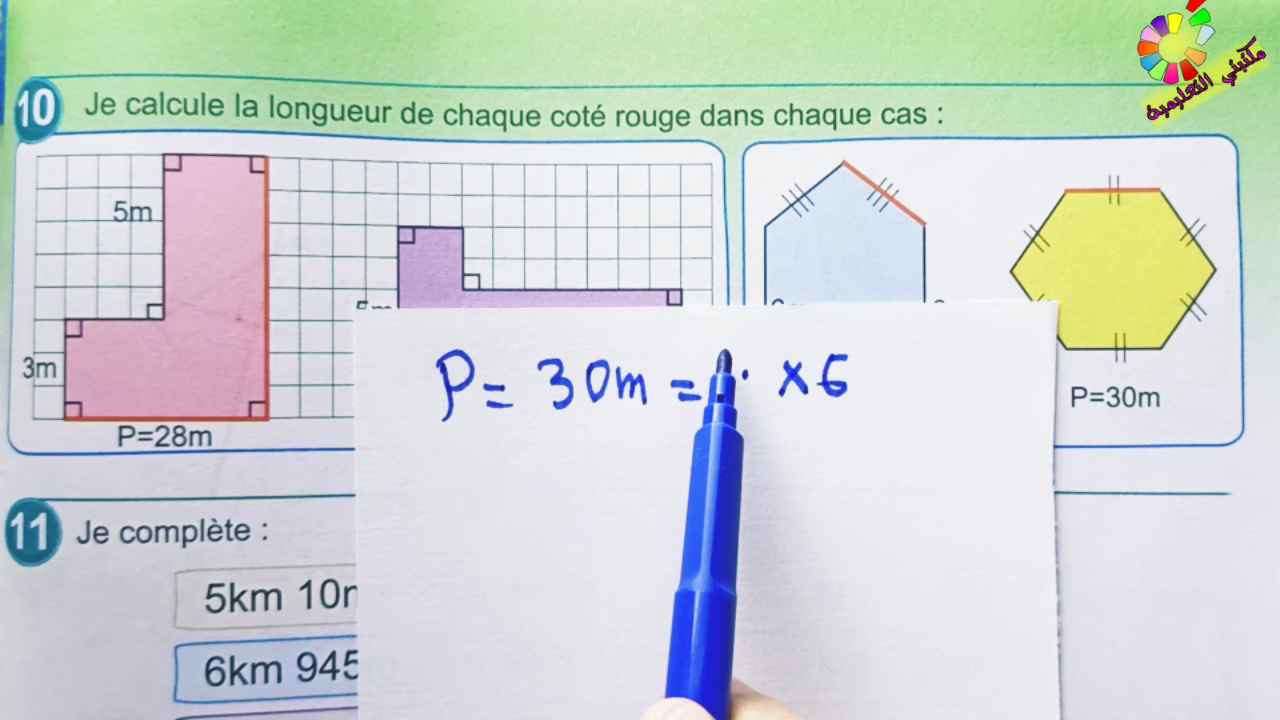 مكتبتي التعليمية
10 Je calcule la longueur de chaque coté rouge dans chaque cas :
5m
3m
P=28m
P=30m
P = 30m = . × 6
11 Je complète :
5km 10
6km 945